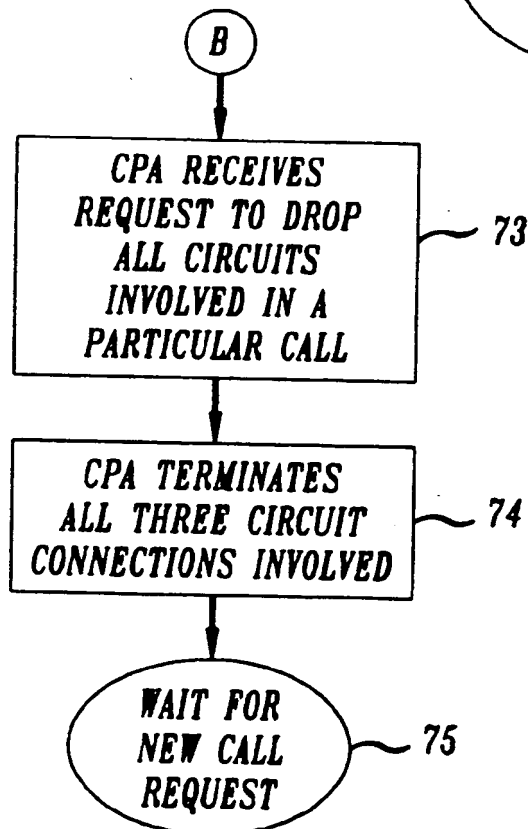 B
CPA RECEIVES
REQUEST TO DROP
ALL CIRCUITS
INVOLVED IN A
PARTICULAR CALL
73
CPA TERMINATES
ALL THREE CIRCUIT
CONNECTIONS INVOLVED
74
WAIT FOR
NEW CALL
REQUEST
75